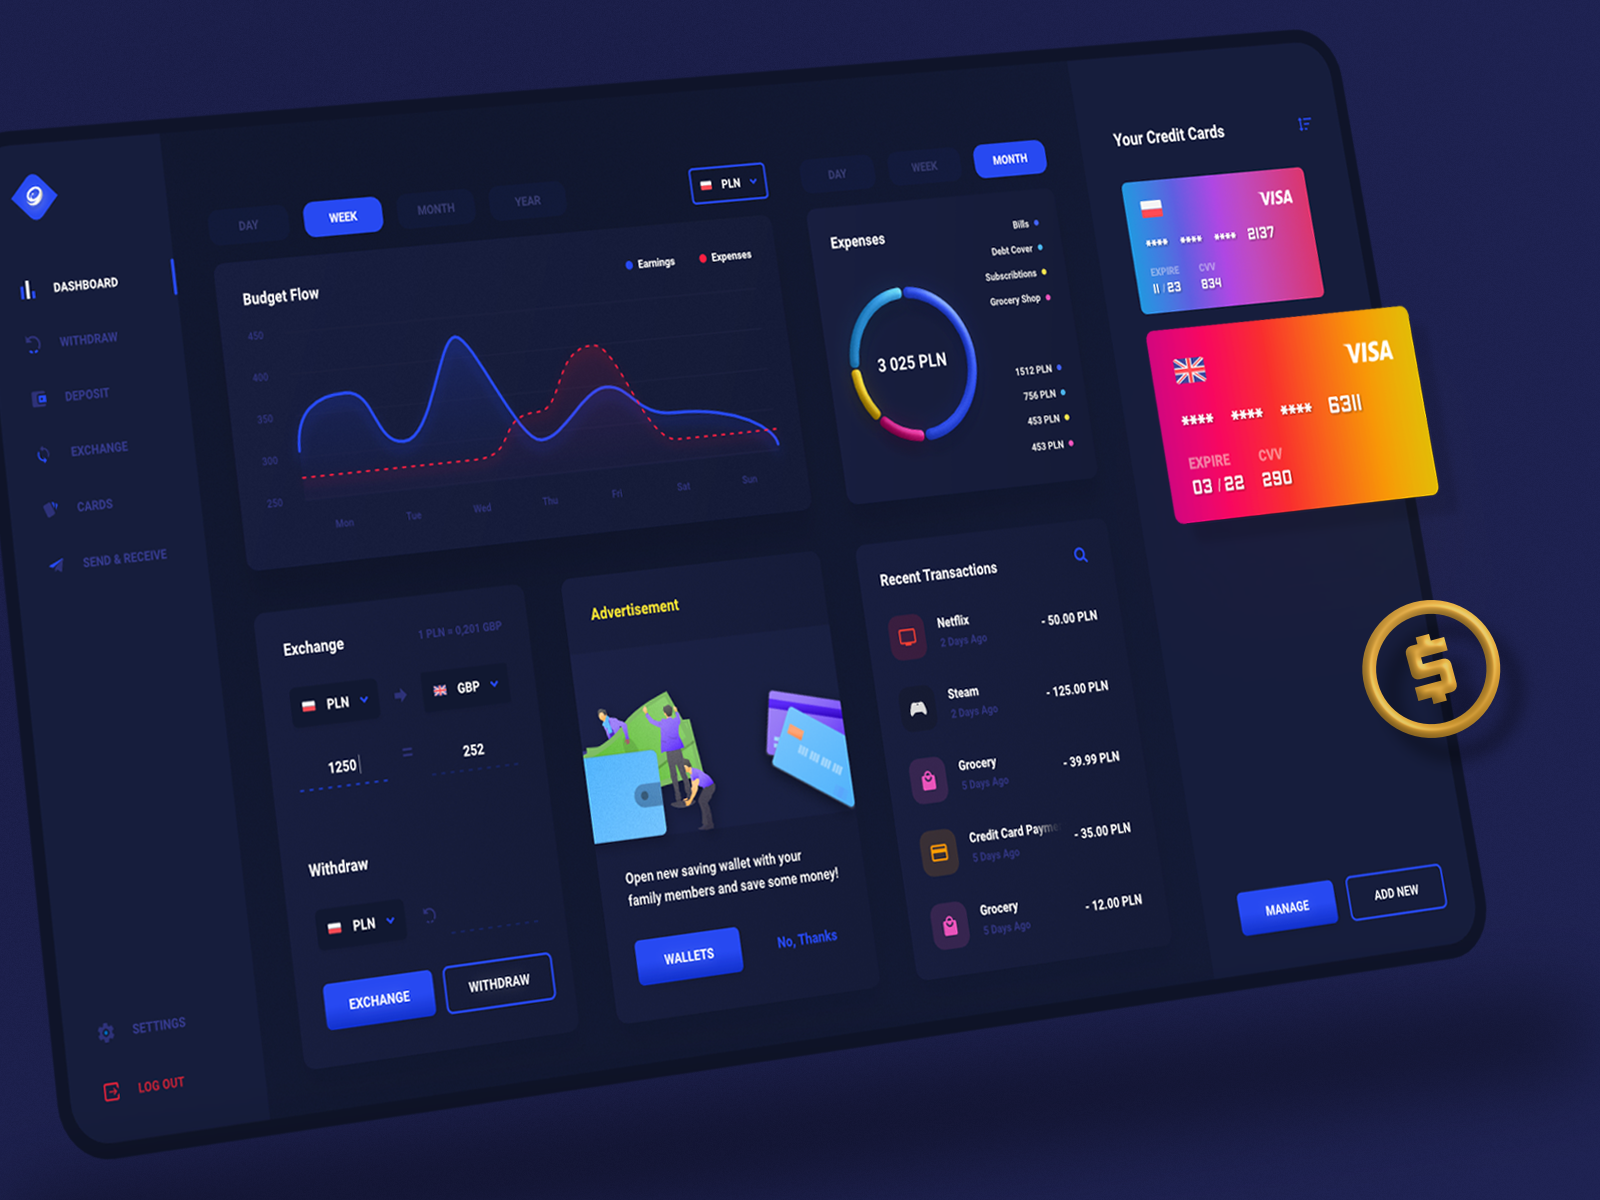 DASHBOARD
WITHDRAW
DEPOSIT
EXCHANGE
CARDS
SEND & RECEIVE
SETTINGS
LOG OUT
DAY
WEEK
MONTH
YEAR
PLN
Budget Flow
Earnings
Expenses
450
400
350
300
250
Mon
Tue
Wed
Thu
Fri
Sat
Sun
DAY
WEEK
MONTH
Expenses
Bills
Debt Cover
Subscribtions
Grocery Shop
3 025 PLN
1512 PLN
756 PLN
453 PLN
453 PLN
Your Credit Cards
VISA
**** **** **** 2137
EXPIRE CVV
11 / 23 834
VISA
**** **** **** 6311
EXPIRE CVV
03 / 22 290
Exchange
1 PLN = 0,201 GBP
PLN
GBP
1250 = 252
Withdraw
PLN
EXCHANGE
WITHDRAW
Advertisement
Open new saving wallet with your
family members and save some money!
WALLETS
No, Thanks
Recent Transactions
Netflix
2 Days Ago
- 50.00 PLN
Steam
2 Days Ago
- 125.00 PLN
Grocery
5 Days Ago
- 39.99 PLN
Credit Card Payme
5 Days Ago
- 35.00 PLN
Grocery
5 Days Ago
- 12.00 PLN
MANAGE
ADD NEW
$